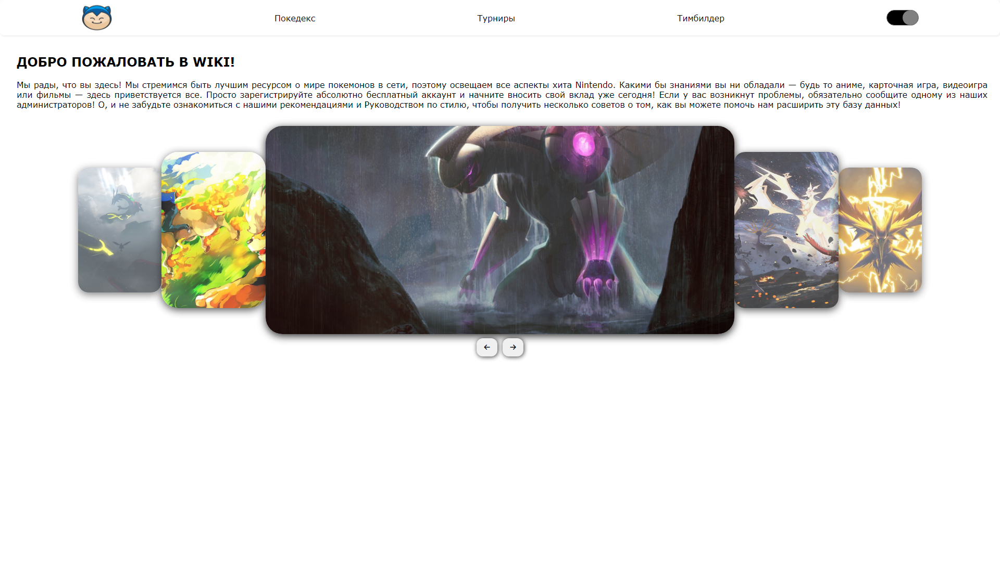 Покедекс
Турниры
Тимбилдер
ДОБРО ПОЖАЛОВАТЬ В WIKI!
Мы рады, что вы здесь! Мы стремимся быть лучшим ресурсом о мире покемонов в сети, поэтому освещаем все аспекты хита Nintendo. Какими бы знаниями вы ни обладали — будь то аниме, карточная игра, видеоигра
или фильмы — здесь приветствуется все. Просто зарегистрируйте абсолютно бесплатный аккаунт и начните вносить свой вклад уже сегодня! Если у вас возникнут проблемы, обязательно сообщите одному из наших
администраторов! О, и не забудьте ознакомиться с нашими рекомендациями и Руководством по стилю, чтобы получить несколько советов о том, как вы можете помочь нам расширить эту базу данных!